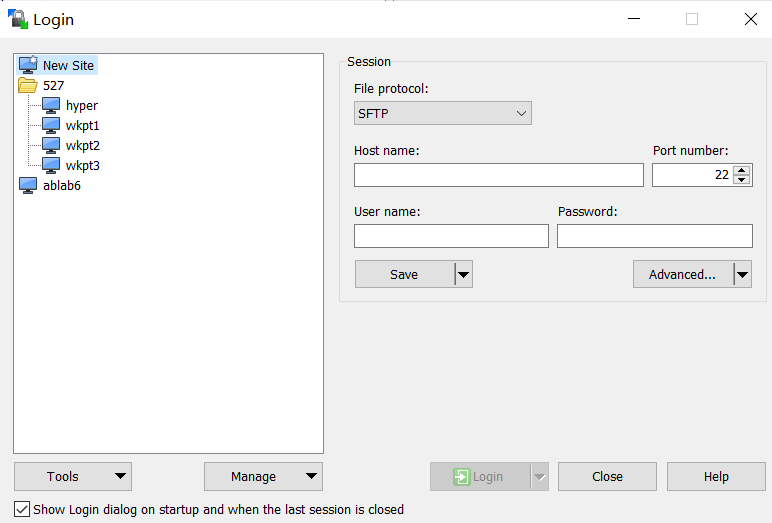 Login
New Site
527
hyper
wkpt1
wkpt2
wkpt3
ablab6
Session
File protocol:
SFTP
Host name:
Port number:
22
User name:
Password:
Save
Advanced...
Tools
Manage
Login
Close
Help
Show Login dialog on startup and when the last session is closed